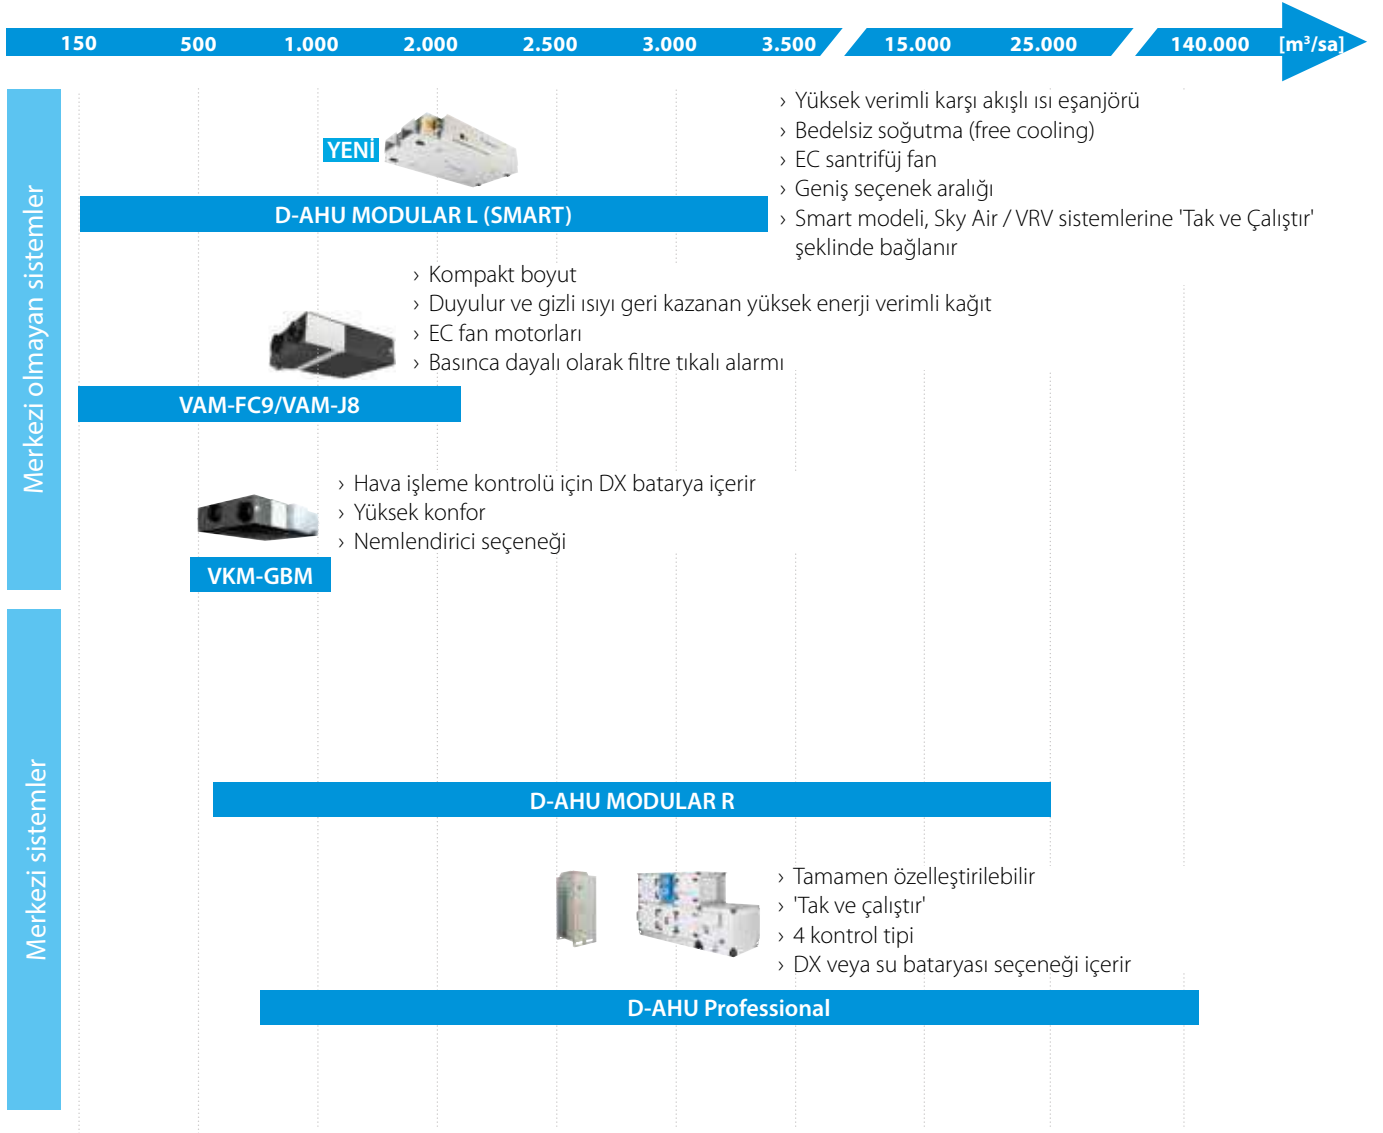 150 500 1.000 2.000 2.500 3.000 3.500 15.000 25.000 140.000 [m³/sa]
Merkezi olmayan sistemler
YENİ
D-AHU MODULAR L (SMART)
› Yüksek verimli karşı akışlı ısı eşanjörü
› Bedelsiz soğutma (free cooling)
› EC santrifüj fan
› Geniş seçenek aralığı
› Smart modeli, Sky Air / VRV sistemlerine 'Tak ve Çalıştır'
şeklinde bağlanır
› Kompakt boyut
› Duyulur ve gizli ısıyı geri kazanan yüksek enerji verimli kağıt
› EC fan motorları
› Basınca dayalı olarak filtre tıkalı alarmı
VAM-FC9/VAM-J8
› Hava işleme kontrolü için DX batarya içerir
› Yüksek konfor
› Nemlendirici seçeneği
VKM-GBM
Merkezi sistemler
D-AHU MODULAR R
› Tamamen özelleştirilebilir
› 'Tak ve çalıştır'
› 4 kontrol tipi
› DX veya su bataryası seçeneği içerir
D-AHU Professional